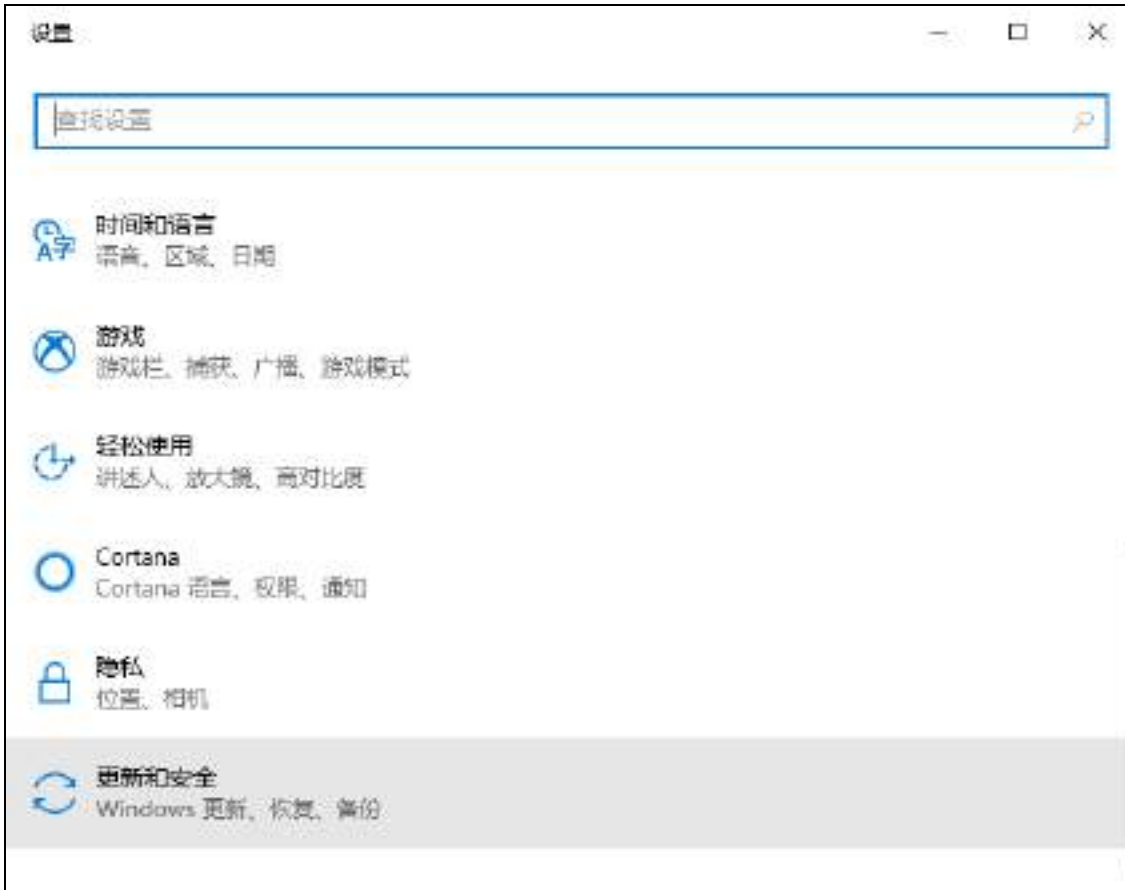 设置
查找设置
时间和语言
语音、区域、日期
游戏
游戏栏、捕获、广播、游戏模式
轻松使用
讲述人、放大镜、高对比度
Cortana
Cortana 语言、权限、通知
隐私
位置、相机
更新和安全
Windows 更新、恢复、备份